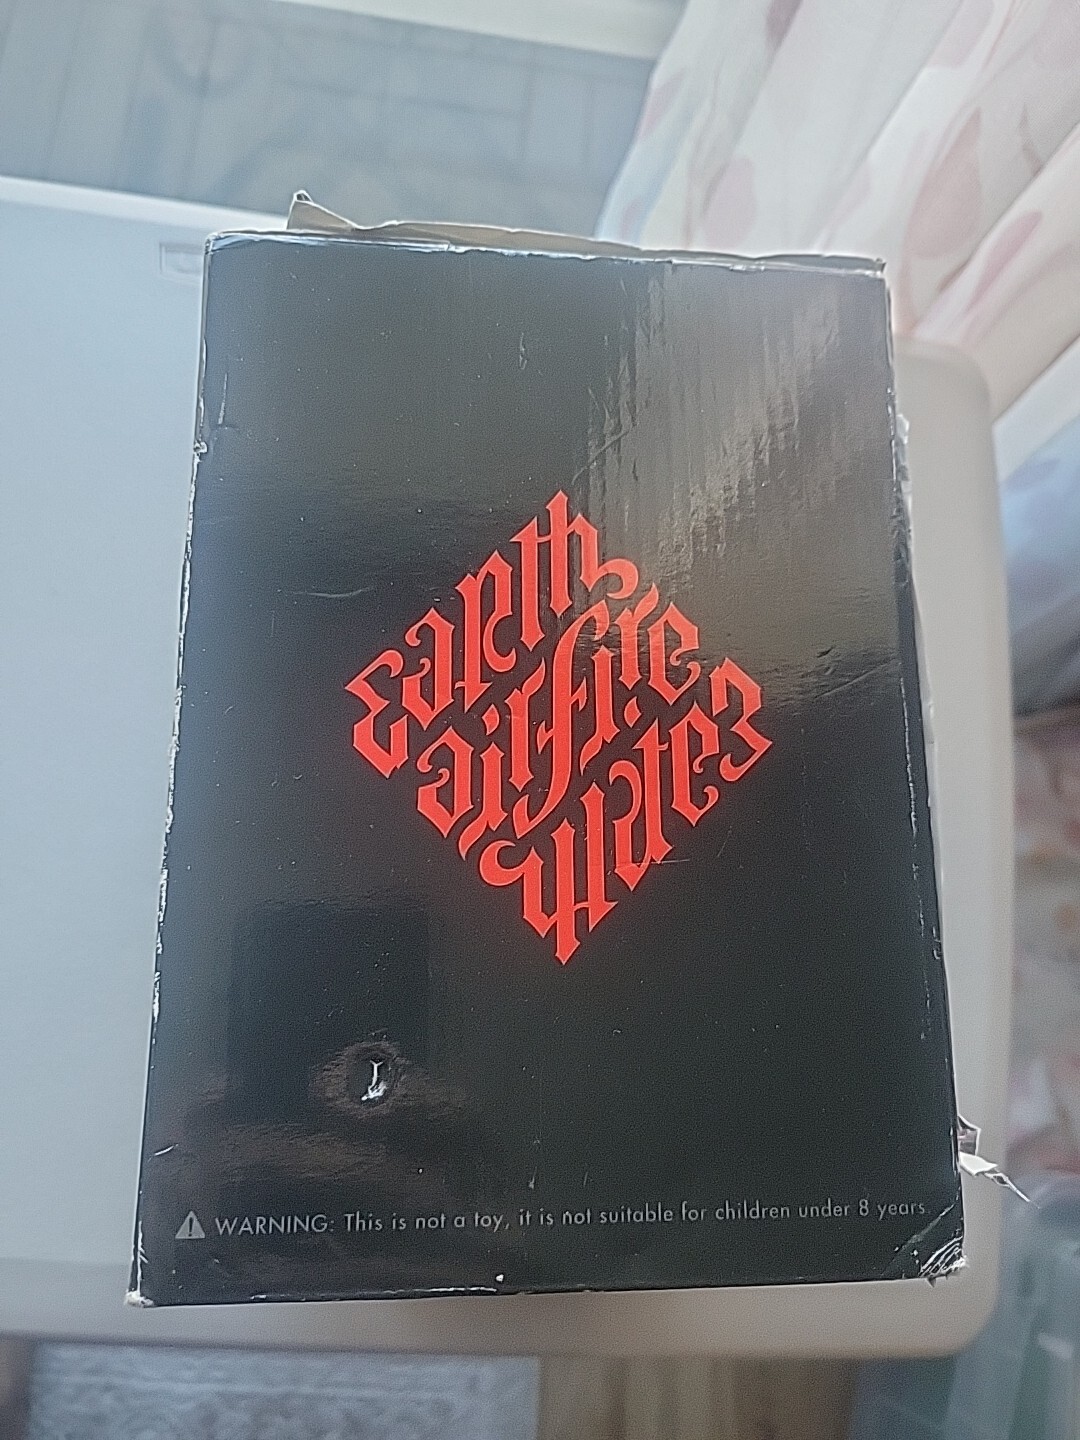 Earth
air fire
water
WARNING: This is not a toy, it is not suitable for children under 8 years.